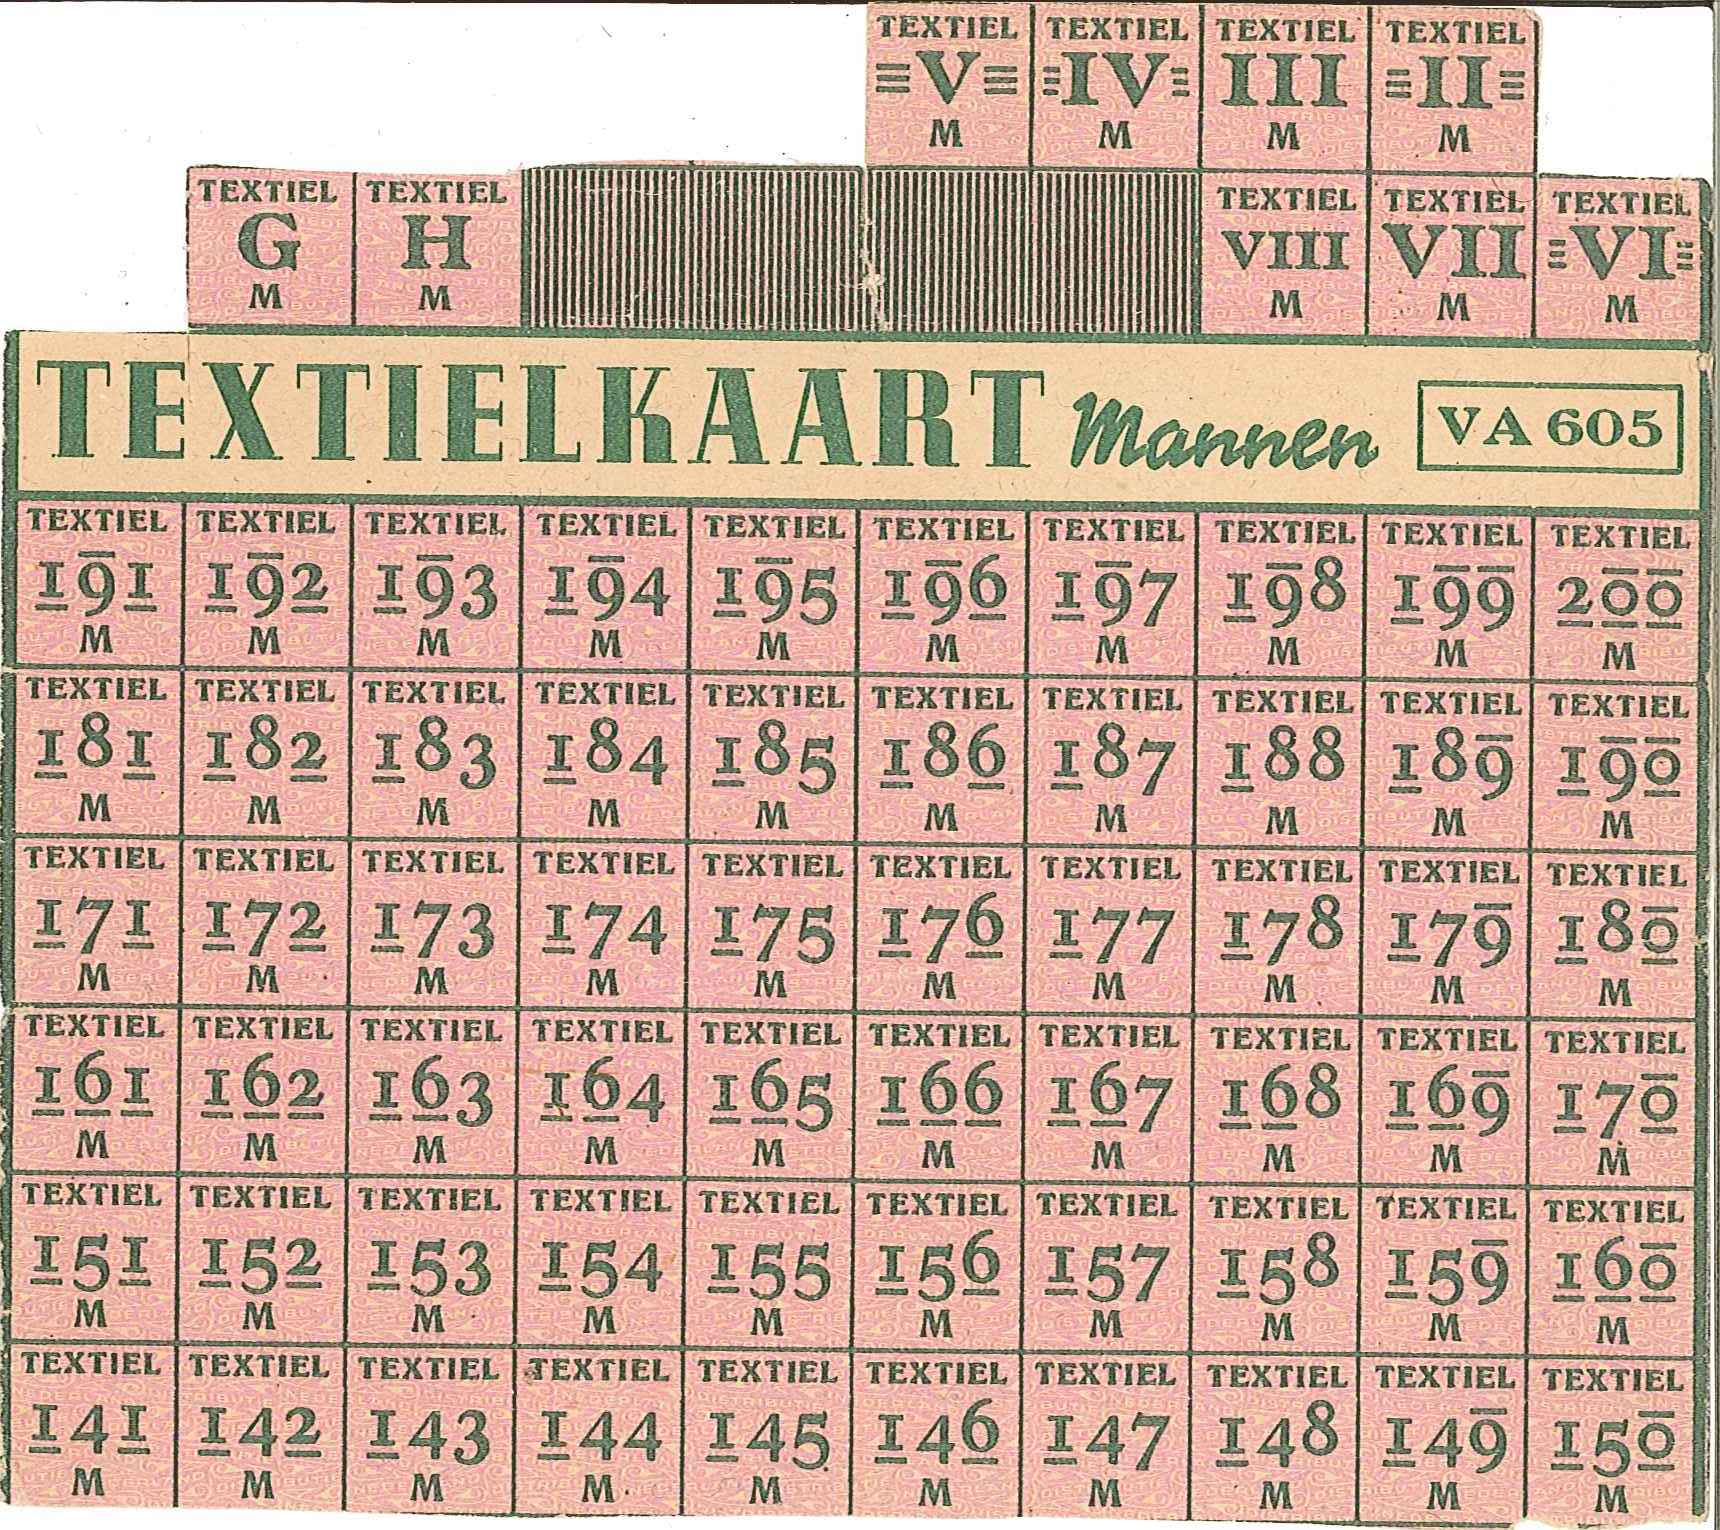 TEXTIEL TEXTIEL TEXTIEL TEXTIEL
V IV III II
M M M M
TEXTIEL TEXTIEL TEXTIEL TEXTIEL TEXTIEL
G H VIII VII VI
M M M M M
TEXTIELKAART Mannen VA 605
TEXTIEL TEXTIEL TEXTIEL TEXTIEL TEXTIEL TEXTIEL TEXTIEL TEXTIEL TEXTIEL TEXTIEL
191 192 193 194 195 196 197 198 199 200
M M M M M M M M M M
TEXTIEL TEXTIEL TEXTIEL TEXTIEL TEXTIEL TEXTIEL TEXTIEL TEXTIEL TEXTIEL TEXTIEL
181 182 183 184 185 186 187 188 189 190
M M M M M M M M M M
TEXTIEL TEXTIEL TEXTIEL TEXTIEL TEXTIEL TEXTIEL TEXTIEL TEXTIEL TEXTIEL TEXTIEL
171 172 173 174 175 176 177 178 179 180
M M M M M M M M M M
TEXTIEL TEXTIEL TEXTIEL TEXTIEL TEXTIEL TEXTIEL TEXTIEL TEXTIEL TEXTIEL TEXTIEL
161 162 163 164 165 166 167 168 169 170
M M M M M M M M M M
TEXTIEL TEXTIEL TEXTIEL TEXTIEL TEXTIEL TEXTIEL TEXTIEL TEXTIEL TEXTIEL TEXTIEL
151 152 153 154 155 156 157 158 159 160
M M M M M M M M M M
TEXTIEL TEXTIEL TEXTIEL TEXTIEL TEXTIEL TEXTIEL TEXTIEL TEXTIEL TEXTIEL TEXTIEL
141 142 143 144 145 146 147 148 149 150
M M M M M M M M M M